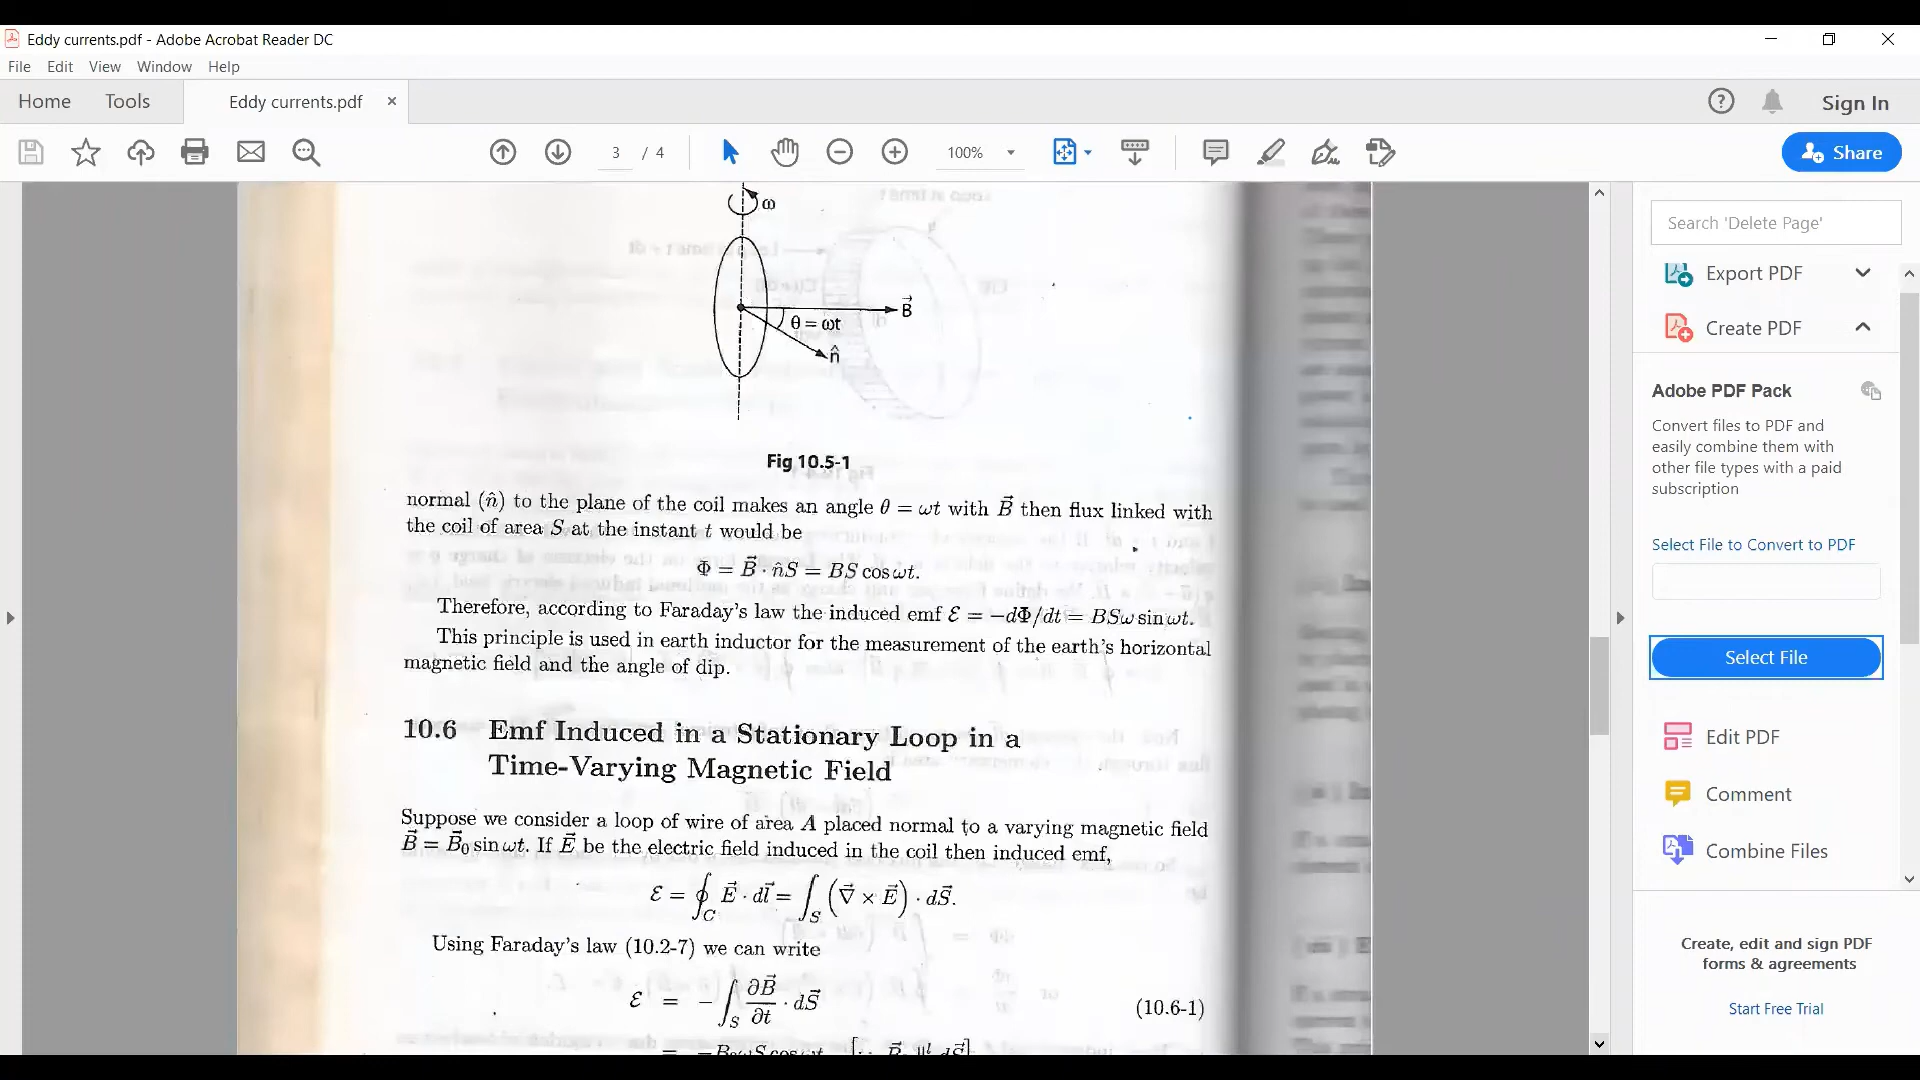 Eddy currents.pdf - Adobe Acrobat Reader DC
File Edit View Window Help
Home Tools Eddy currents.pdf × Sign In
3 / 4 100% Share
ω
B⃗
θ = ωt
n̂
Fig 10.5-1
normal (n̂) to the plane of the coil makes an angle θ = ωt with B⃗ then flux linked with
the coil of area S at the instant t would be
Φ = B⃗ · n̂S = BS cos ωt.
Therefore, according to Faraday's law the induced emf ℰ = −dΦ/dt = BSω sin ωt.
This principle is used in earth inductor for the measurement of the earth's horizontal
magnetic field and the angle of dip.
10.6 Emf Induced in a Stationary Loop in a
Time-Varying Magnetic Field
Suppose we consider a loop of wire of area A placed normal to a varying magnetic field
B⃗ = B⃗₀ sin ωt. If E⃗ be the electric field induced in the coil then induced emf,
ℰ = ∮_C E⃗ · dl⃗ = ∫_S (∇⃗ × E⃗) · dS⃗.
Using Faraday's law (10.2-7) we can write
ℰ = − ∫_S ∂B⃗/∂t · dS⃗ (10.6-1)
Search 'Delete Page'
Export PDF
Create PDF
Adobe PDF Pack
Convert files to PDF and
easily combine them with
other file types with a paid
subscription
Select File to Convert to PDF
Select File
Edit PDF
Comment
Combine Files
Create, edit and sign PDF
forms & agreements
Start Free Trial